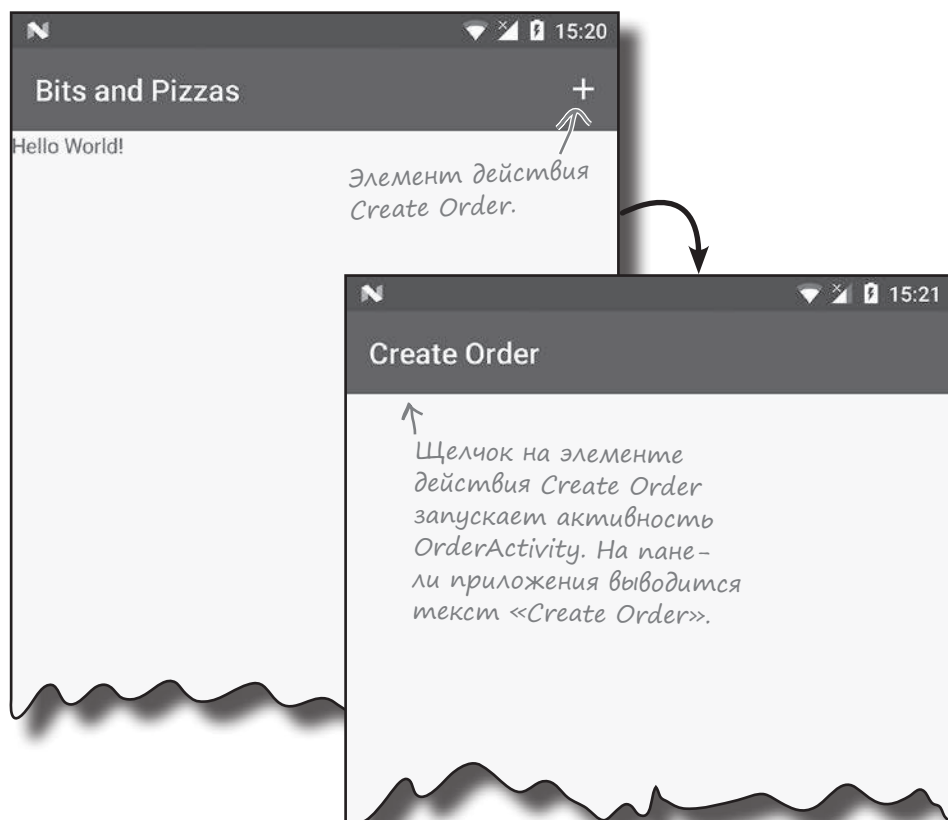 15:20
Bits and Pizzas
+
Hello World!
Элемент действия
Create Order.
15:21
Create Order
Щелчок на элементе
действия Create Order
запускает активность
OrderActivity. На пане-
ли приложения выводится
текст «Create Order».